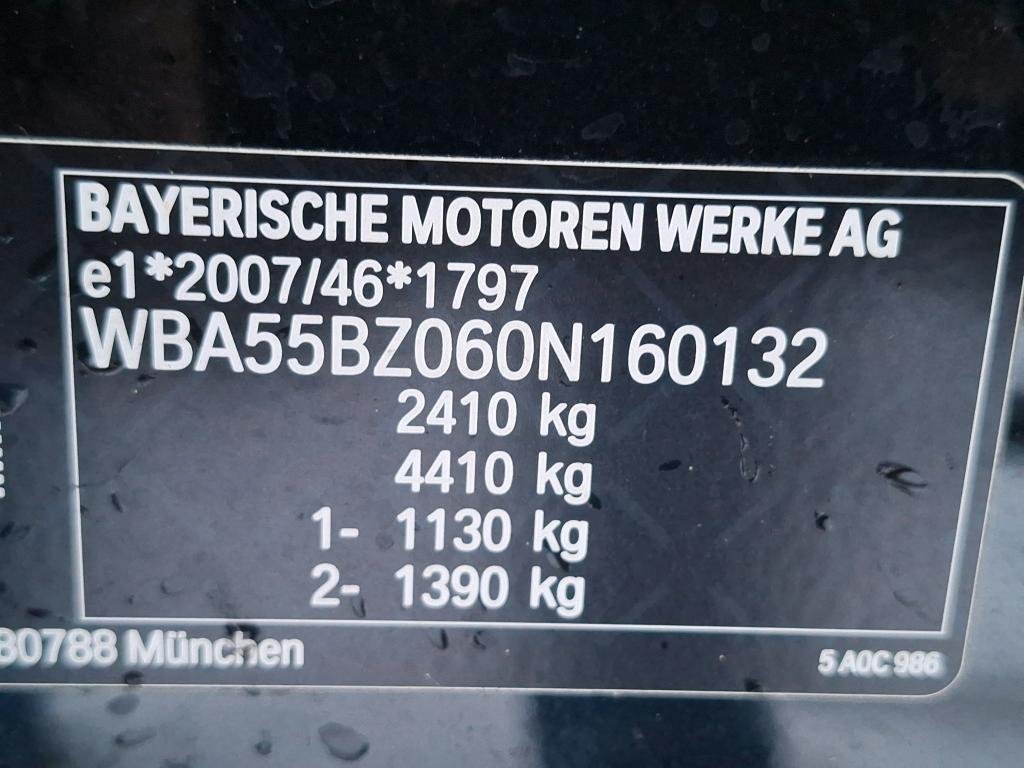 BAYERISCHE MOTOREN WERKE AG
e1*2007/46*1797
WBA55BZ060N160132
2410 kg
4410 kg
1- 1130 kg
2- 1390 kg
80788 München
5 A0C 986